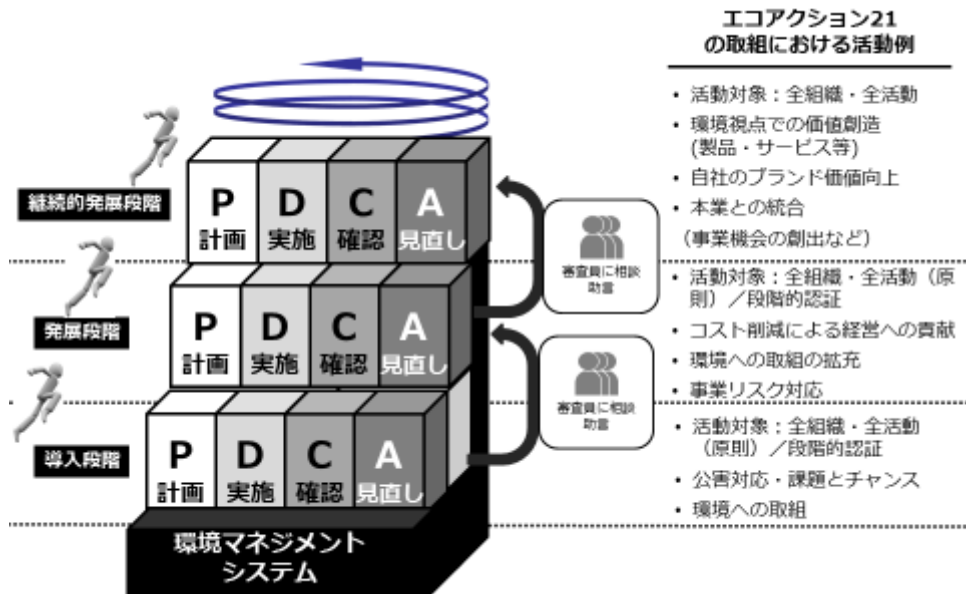 エコアクション21
の取組における活動例
• 活動対象：全組織・全活動
• 環境視点での価値創造
(製品・サービス等)
• 自社のブランド価値向上
• 本業との統合
（事業機会の創出など）
継続的発展段階
P
計画
D
実施
C
確認
A
見直し
審査員に相談
助言
• 活動対象：全組織・全活動（原
則）／段階的認証
• コスト削減による経営への貢献
• 環境への取組の拡充
• 事業リスク対応
発展段階
P
計画
D
実施
C
確認
A
見直し
審査員に相談
助言
• 活動対象：全組織・全活動
（原則）／段階的認証
• 公害対応・課題とチャンス
• 環境への取組
導入段階
P
計画
D
実施
C
確認
A
見直し
環境マネジメント
システム